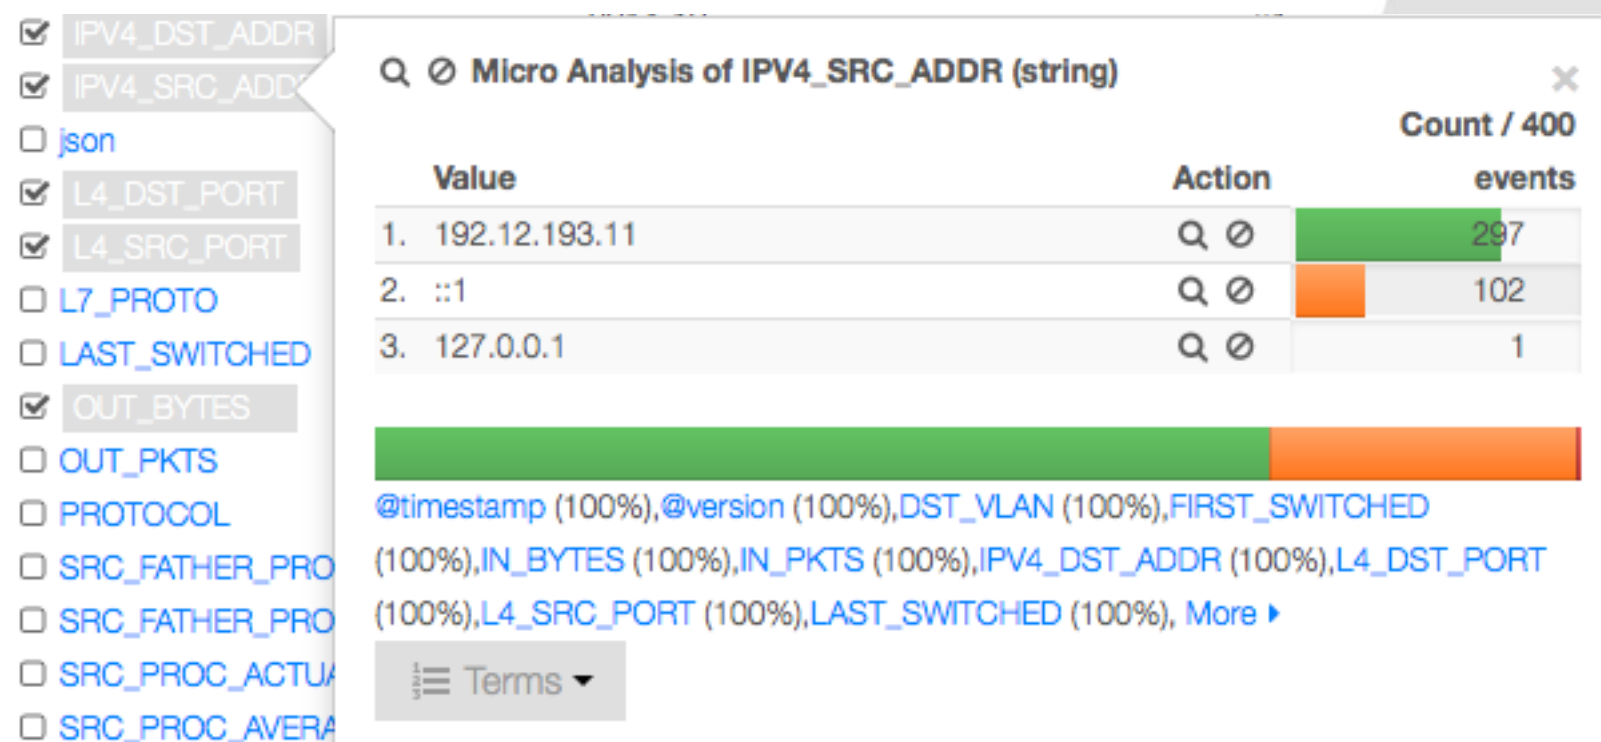 IPV4_DST_ADDR
IPV4_SRC_ADD
json
L4_DST_PORT
L4_SRC_PORT
L7_PROTO
LAST_SWITCHED
OUT_BYTES
OUT_PKTS
PROTOCOL
SRC_FATHER_PRO
SRC_FATHER_PRO
SRC_PROC_ACTUA
SRC_PROC_AVERA
Micro Analysis of IPV4_SRC_ADDR (string)
×
Value Action Count / 400 events
1. 192.12.193.11 297
2. ::1 102
3. 127.0.0.1 1
@timestamp (100%),@version (100%),DST_VLAN (100%),FIRST_SWITCHED
(100%),IN_BYTES (100%),IN_PKTS (100%),IPV4_DST_ADDR (100%),L4_DST_PORT
(100%),L4_SRC_PORT (100%),LAST_SWITCHED (100%), More
Terms